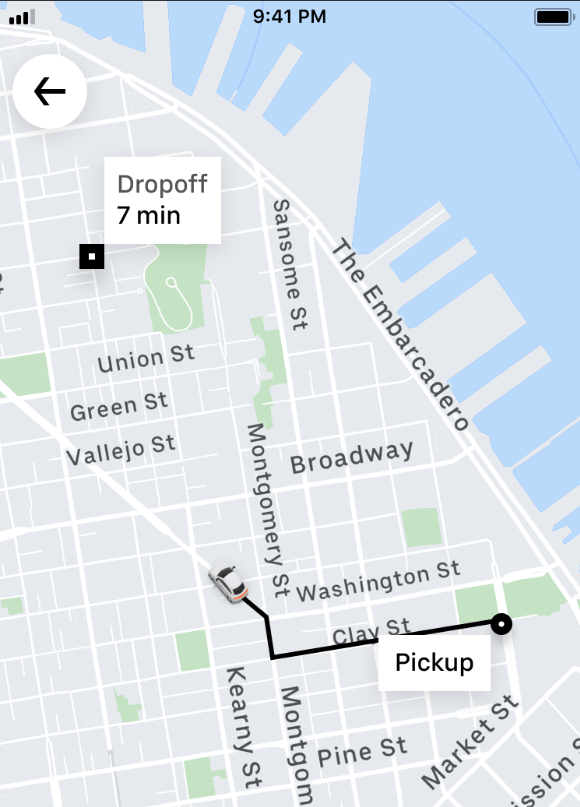 9:41 PM
Dropoff
7 min
Sansome St
The Embarcadero
Union St
Green St
Vallejo St
Montgomery St
Broadway
Washington St
Clay St
Pickup
Kearny St
Montgom
Pine St
Market St
ission S